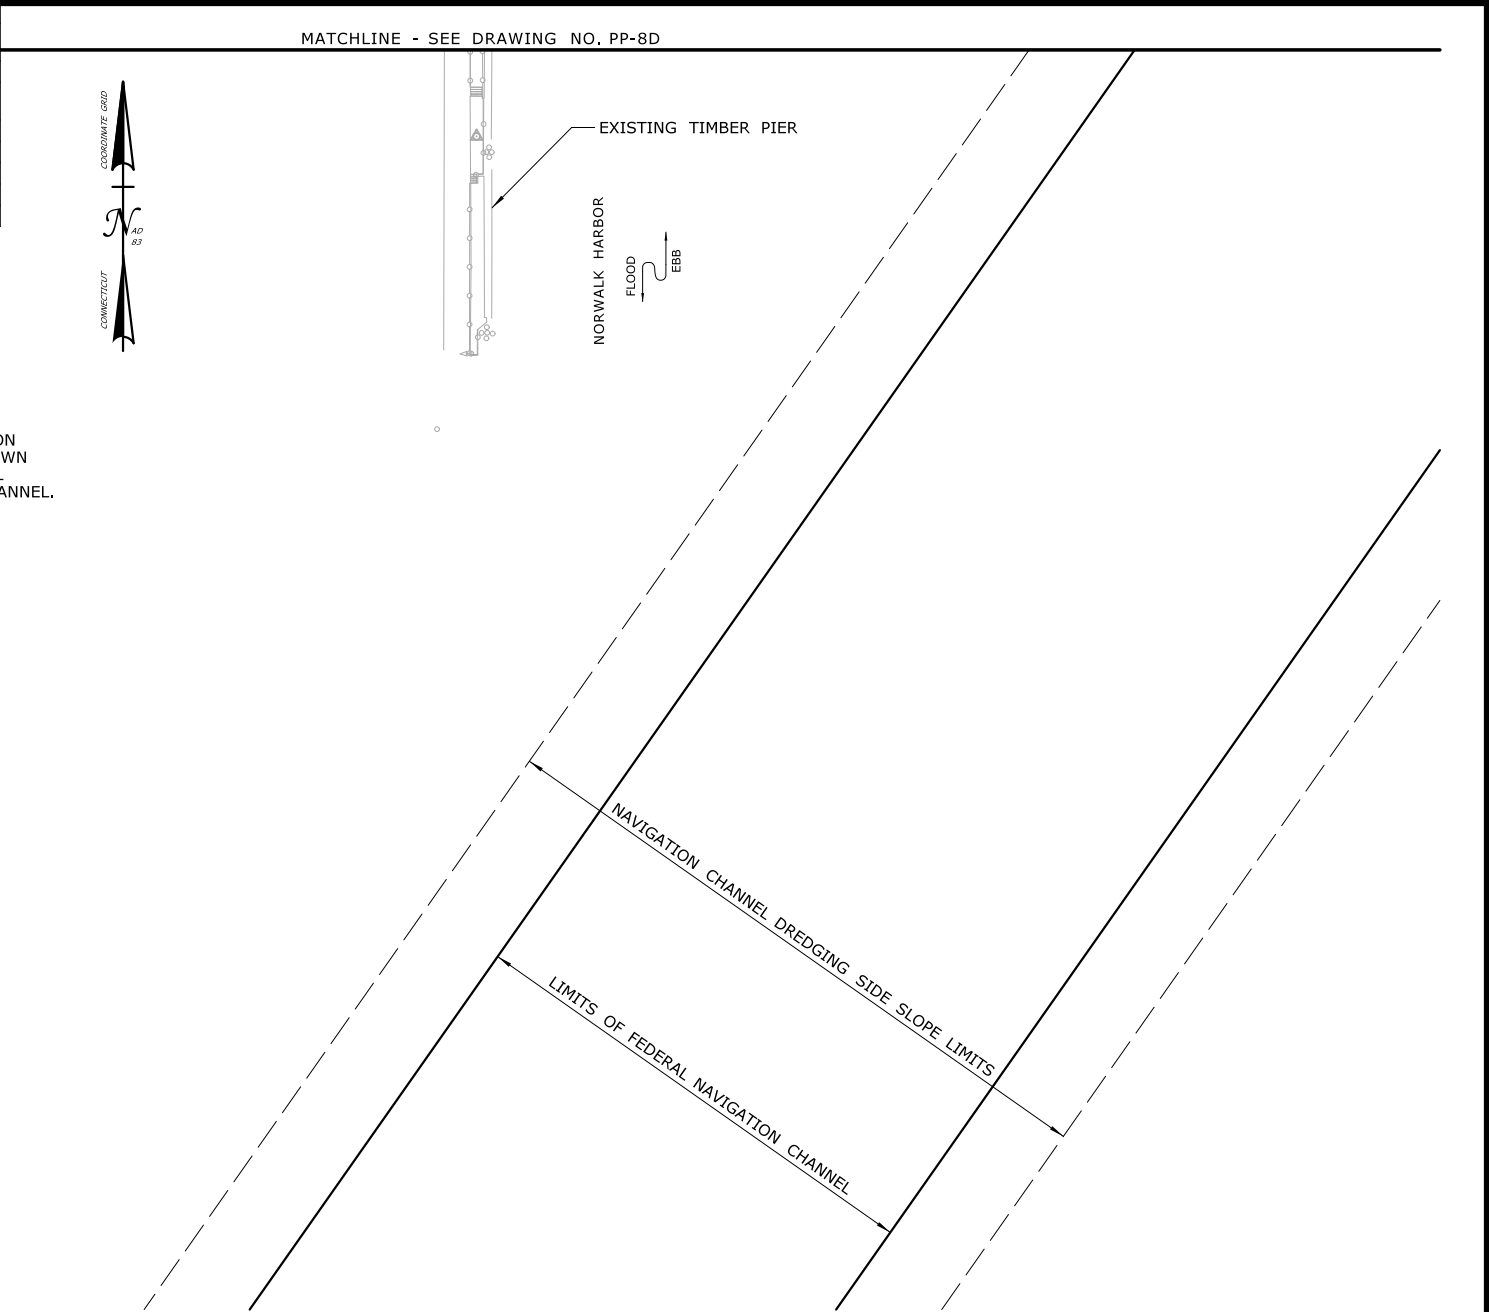 MATCHLINE - SEE DRAWING NO. PP-8D
COORDINATE GRID
N
AD
83
CONNECTICUT
EXISTING TIMBER PIER
NORWALK HARBOR
FLOOD
EBB
ON
WN
ANNEL.
NAVIGATION CHANNEL DREDGING SIDE SLOPE LIMITS
LIMITS OF FEDERAL NAVIGATION CHANNEL